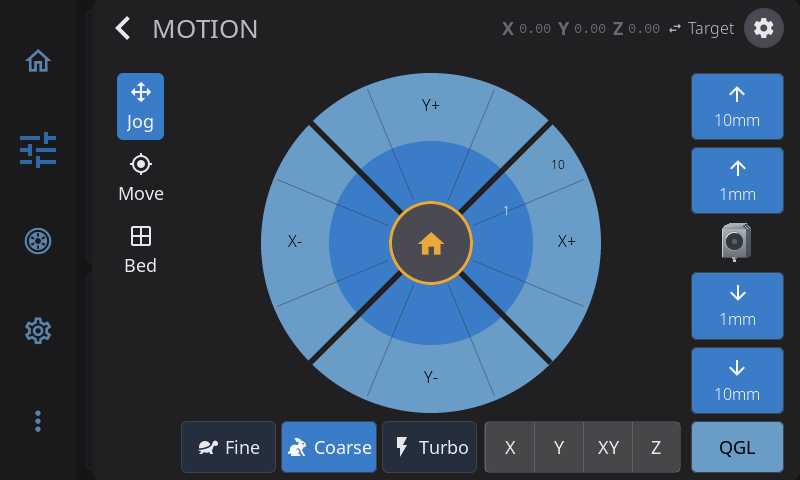 MOTION
X 0.00 Y 0.00 Z 0.00 Target
Jog
Move
Bed
Y+
10
1
X-
X+
Y-
10mm
1mm
1mm
10mm
Fine
Coarse
Turbo
X
Y
XY
Z
QGL